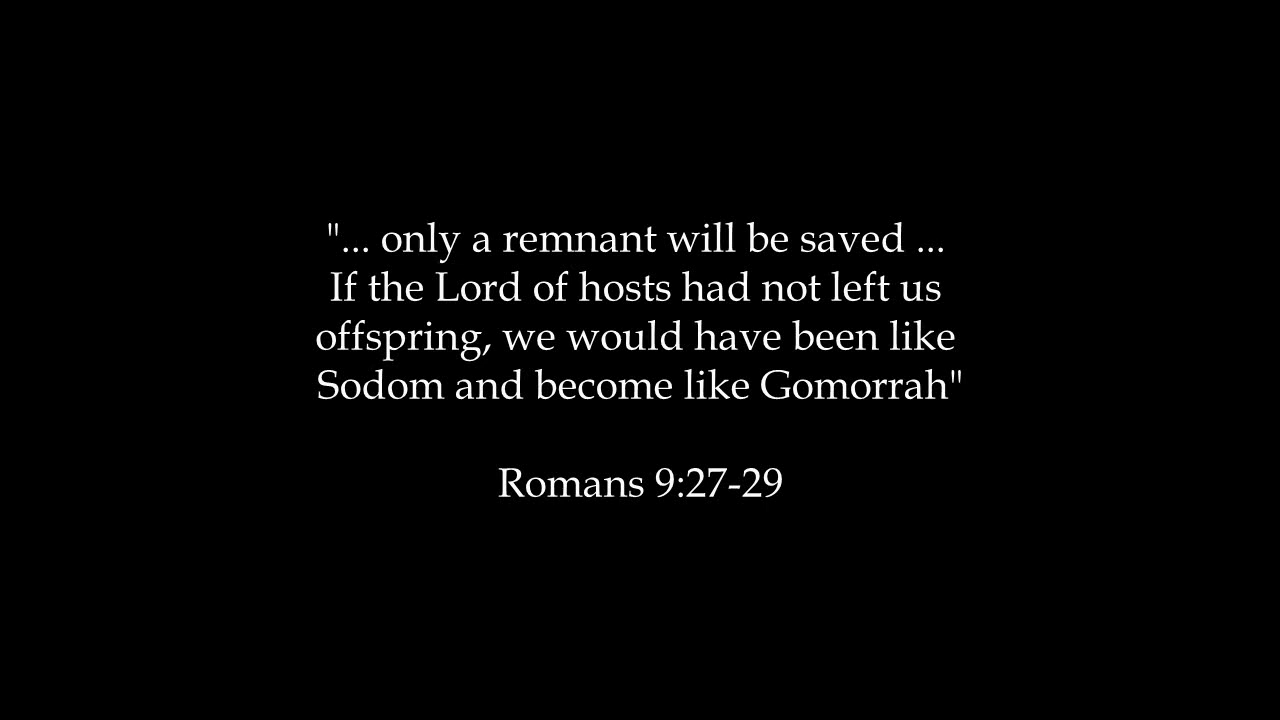 "... only a remnant will be saved ...
If the Lord of hosts had not left us
offspring, we would have been like
Sodom and become like Gomorrah"
Romans 9:27-29